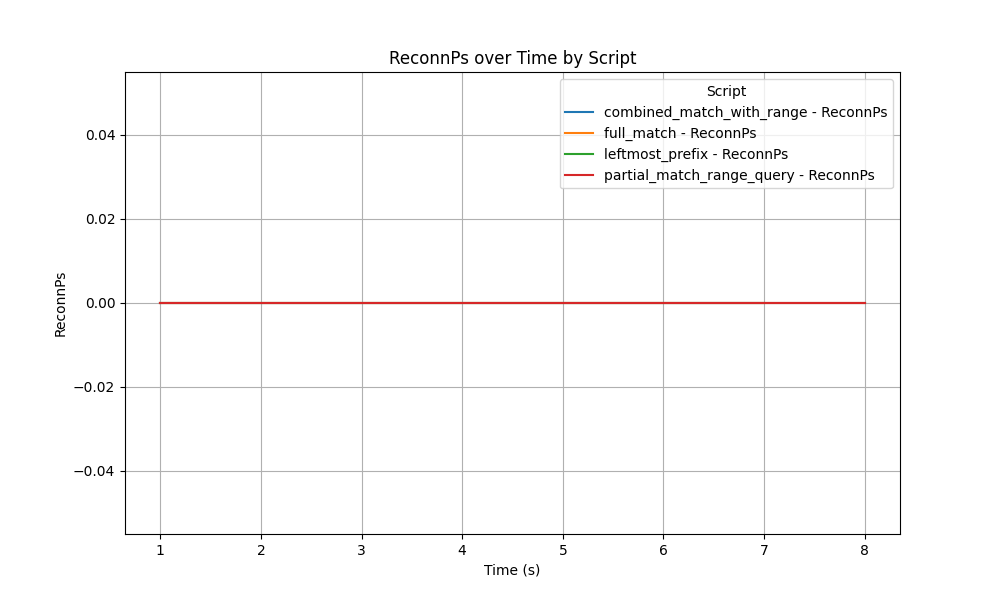 ReconnPs over Time by Script
Script
combined_match_with_range - ReconnPs
full_match - ReconnPs
leftmost_prefix - ReconnPs
partial_match_range_query - ReconnPs
ReconnPs
0.04
0.02
0.00
−0.02
−0.04
1 2 3 4 5 6 7 8
Time (s)